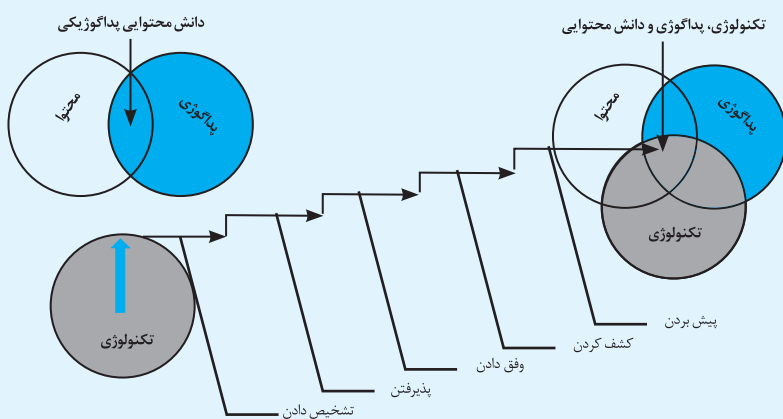 تکنولوژی، پداگوژی و دانش محتوایی
دانش محتوایی پداگوژیکی
محتوا
پداگوژی
محتوا
پداگوژی
تکنولوژی
تکنولوژی
پیش بردن
کشف کردن
وفق دادن
پذیرفتن
تشخیص دادن